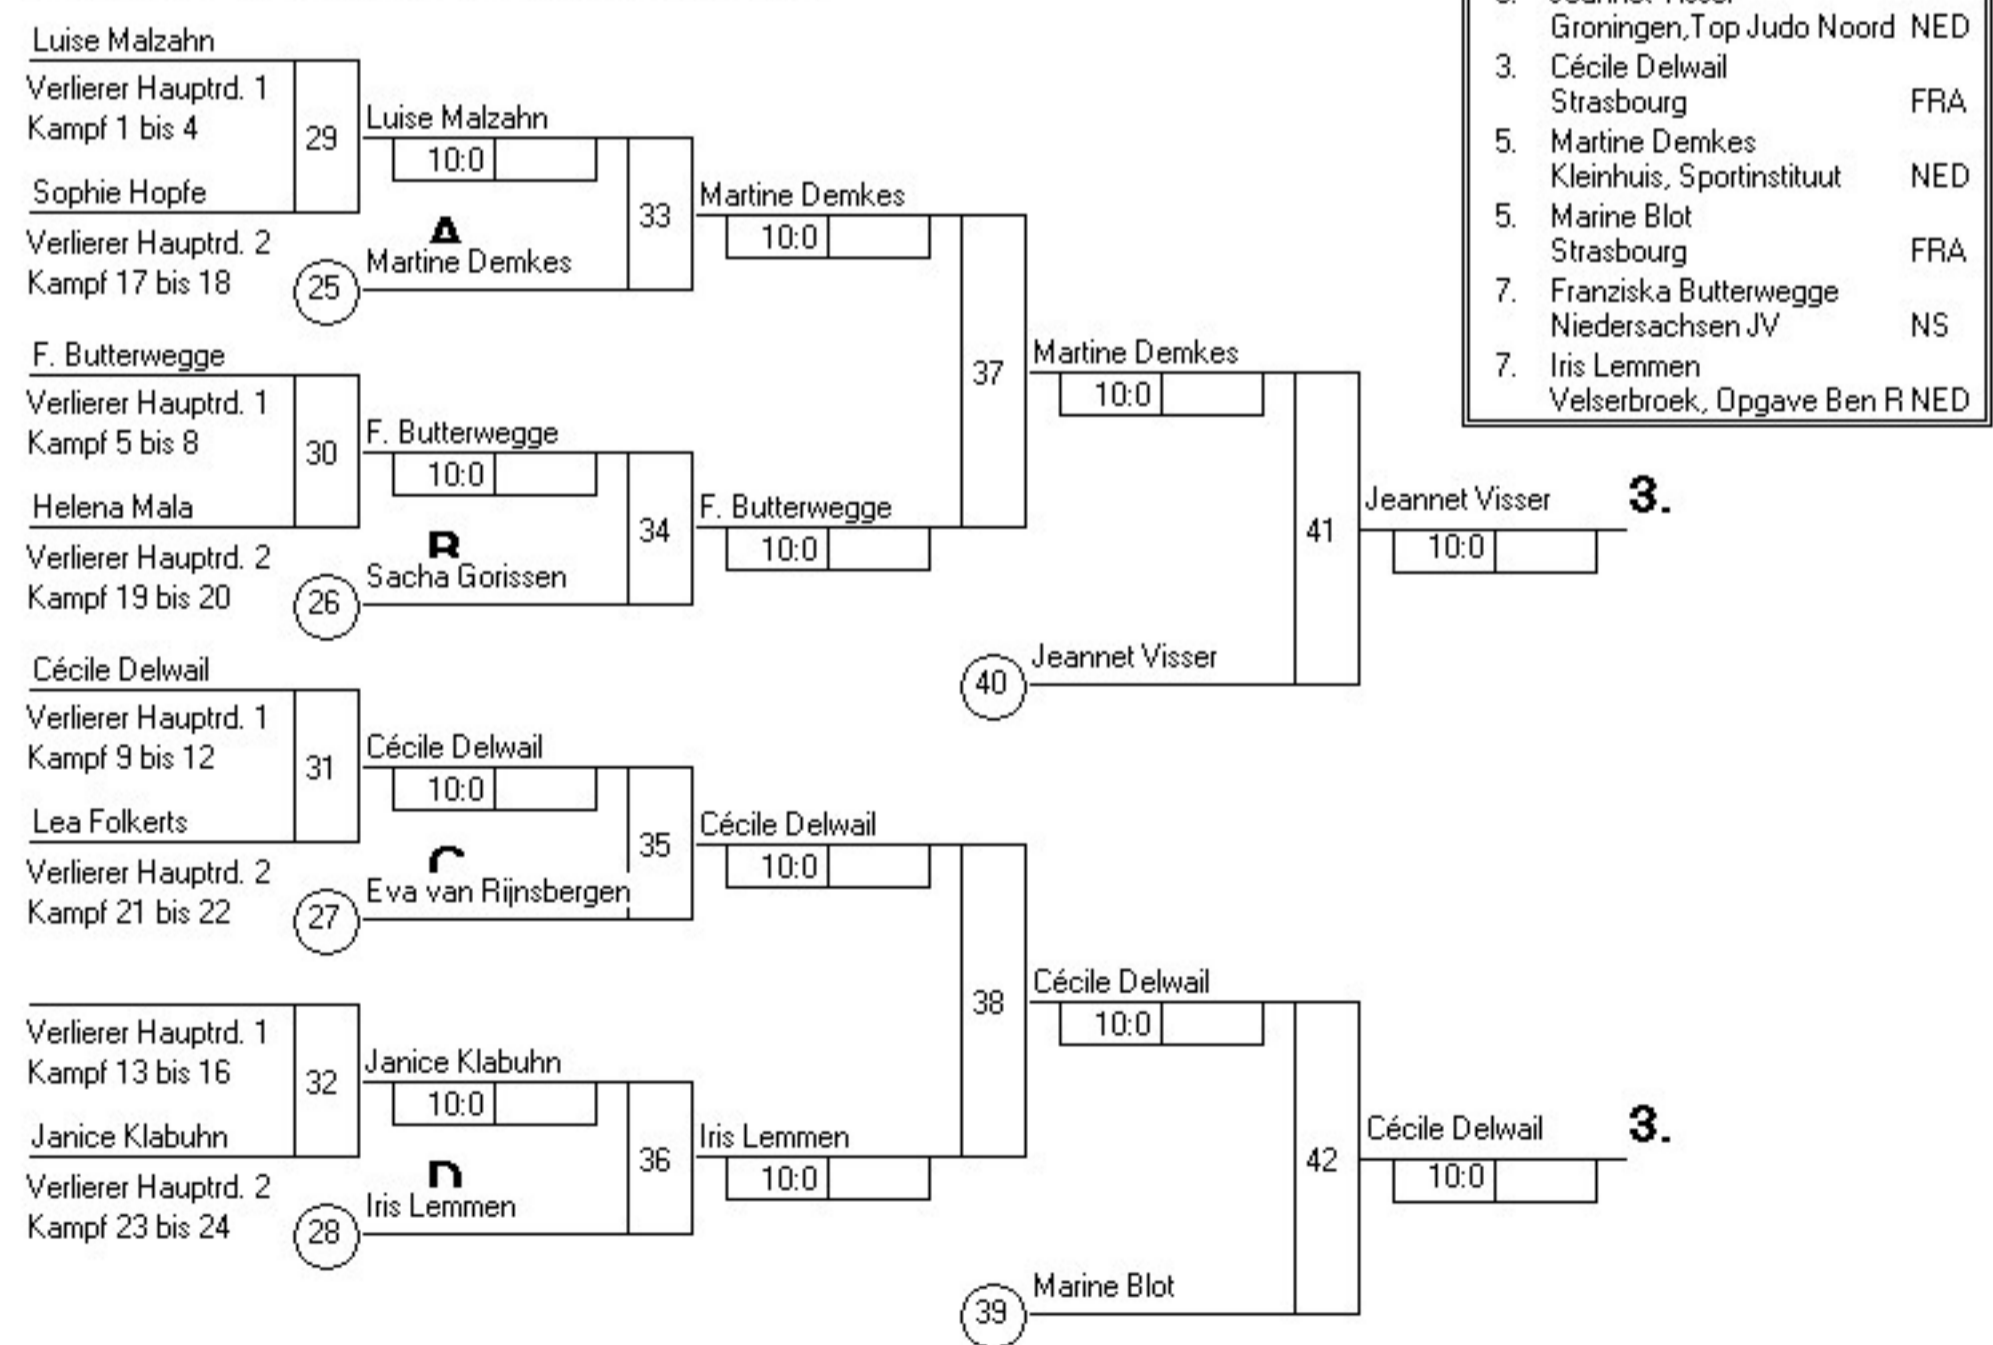 Luise Malzahn
Verlierer Hauptrd. 1
Kampf 1 bis 4
29
Sophie Hopfe
Verlierer Hauptrd. 2
Kampf 17 bis 18
25
Luise Malzahn
10:0
A
Martine Demkes
33
Martine Demkes
10:0
F. Butterwegge
Verlierer Hauptrd. 1
Kampf 5 bis 8
30
Helena Mala
Verlierer Hauptrd. 2
Kampf 19 bis 20
26
F. Butterwegge
10:0
B
Sacha Gorissen
34
F. Butterwegge
10:0
37
Martine Demkes
10:0
40
Jeannet Visser
41
Jeannet Visser
3.
10:0
Cécile Delwail
Verlierer Hauptrd. 1
Kampf 9 bis 12
31
Lea Folkerts
Verlierer Hauptrd. 2
Kampf 21 bis 22
27
Cécile Delwail
10:0
C
Eva van Rijnsbergen
35
Cécile Delwail
10:0
Verlierer Hauptrd. 1
Kampf 13 bis 16
32
Janice Klabuhn
Verlierer Hauptrd. 2
Kampf 23 bis 24
28
Janice Klabuhn
10:0
D
Iris Lemmen
36
Iris Lemmen
10:0
38
Cécile Delwail
10:0
39
Marine Blot
42
Cécile Delwail
3.
10:0
3. Jeannet Visser
Groningen,Top Judo Noord NED
3. Cécile Delwail
Strasbourg FRA
5. Martine Demkes
Kleinhuis, Sportinstituut NED
5. Marine Blot
Strasbourg FRA
7. Franziska Butterwegge
Niedersachsen JV NS
7. Iris Lemmen
Velserbroek, Opgave Ben R NED